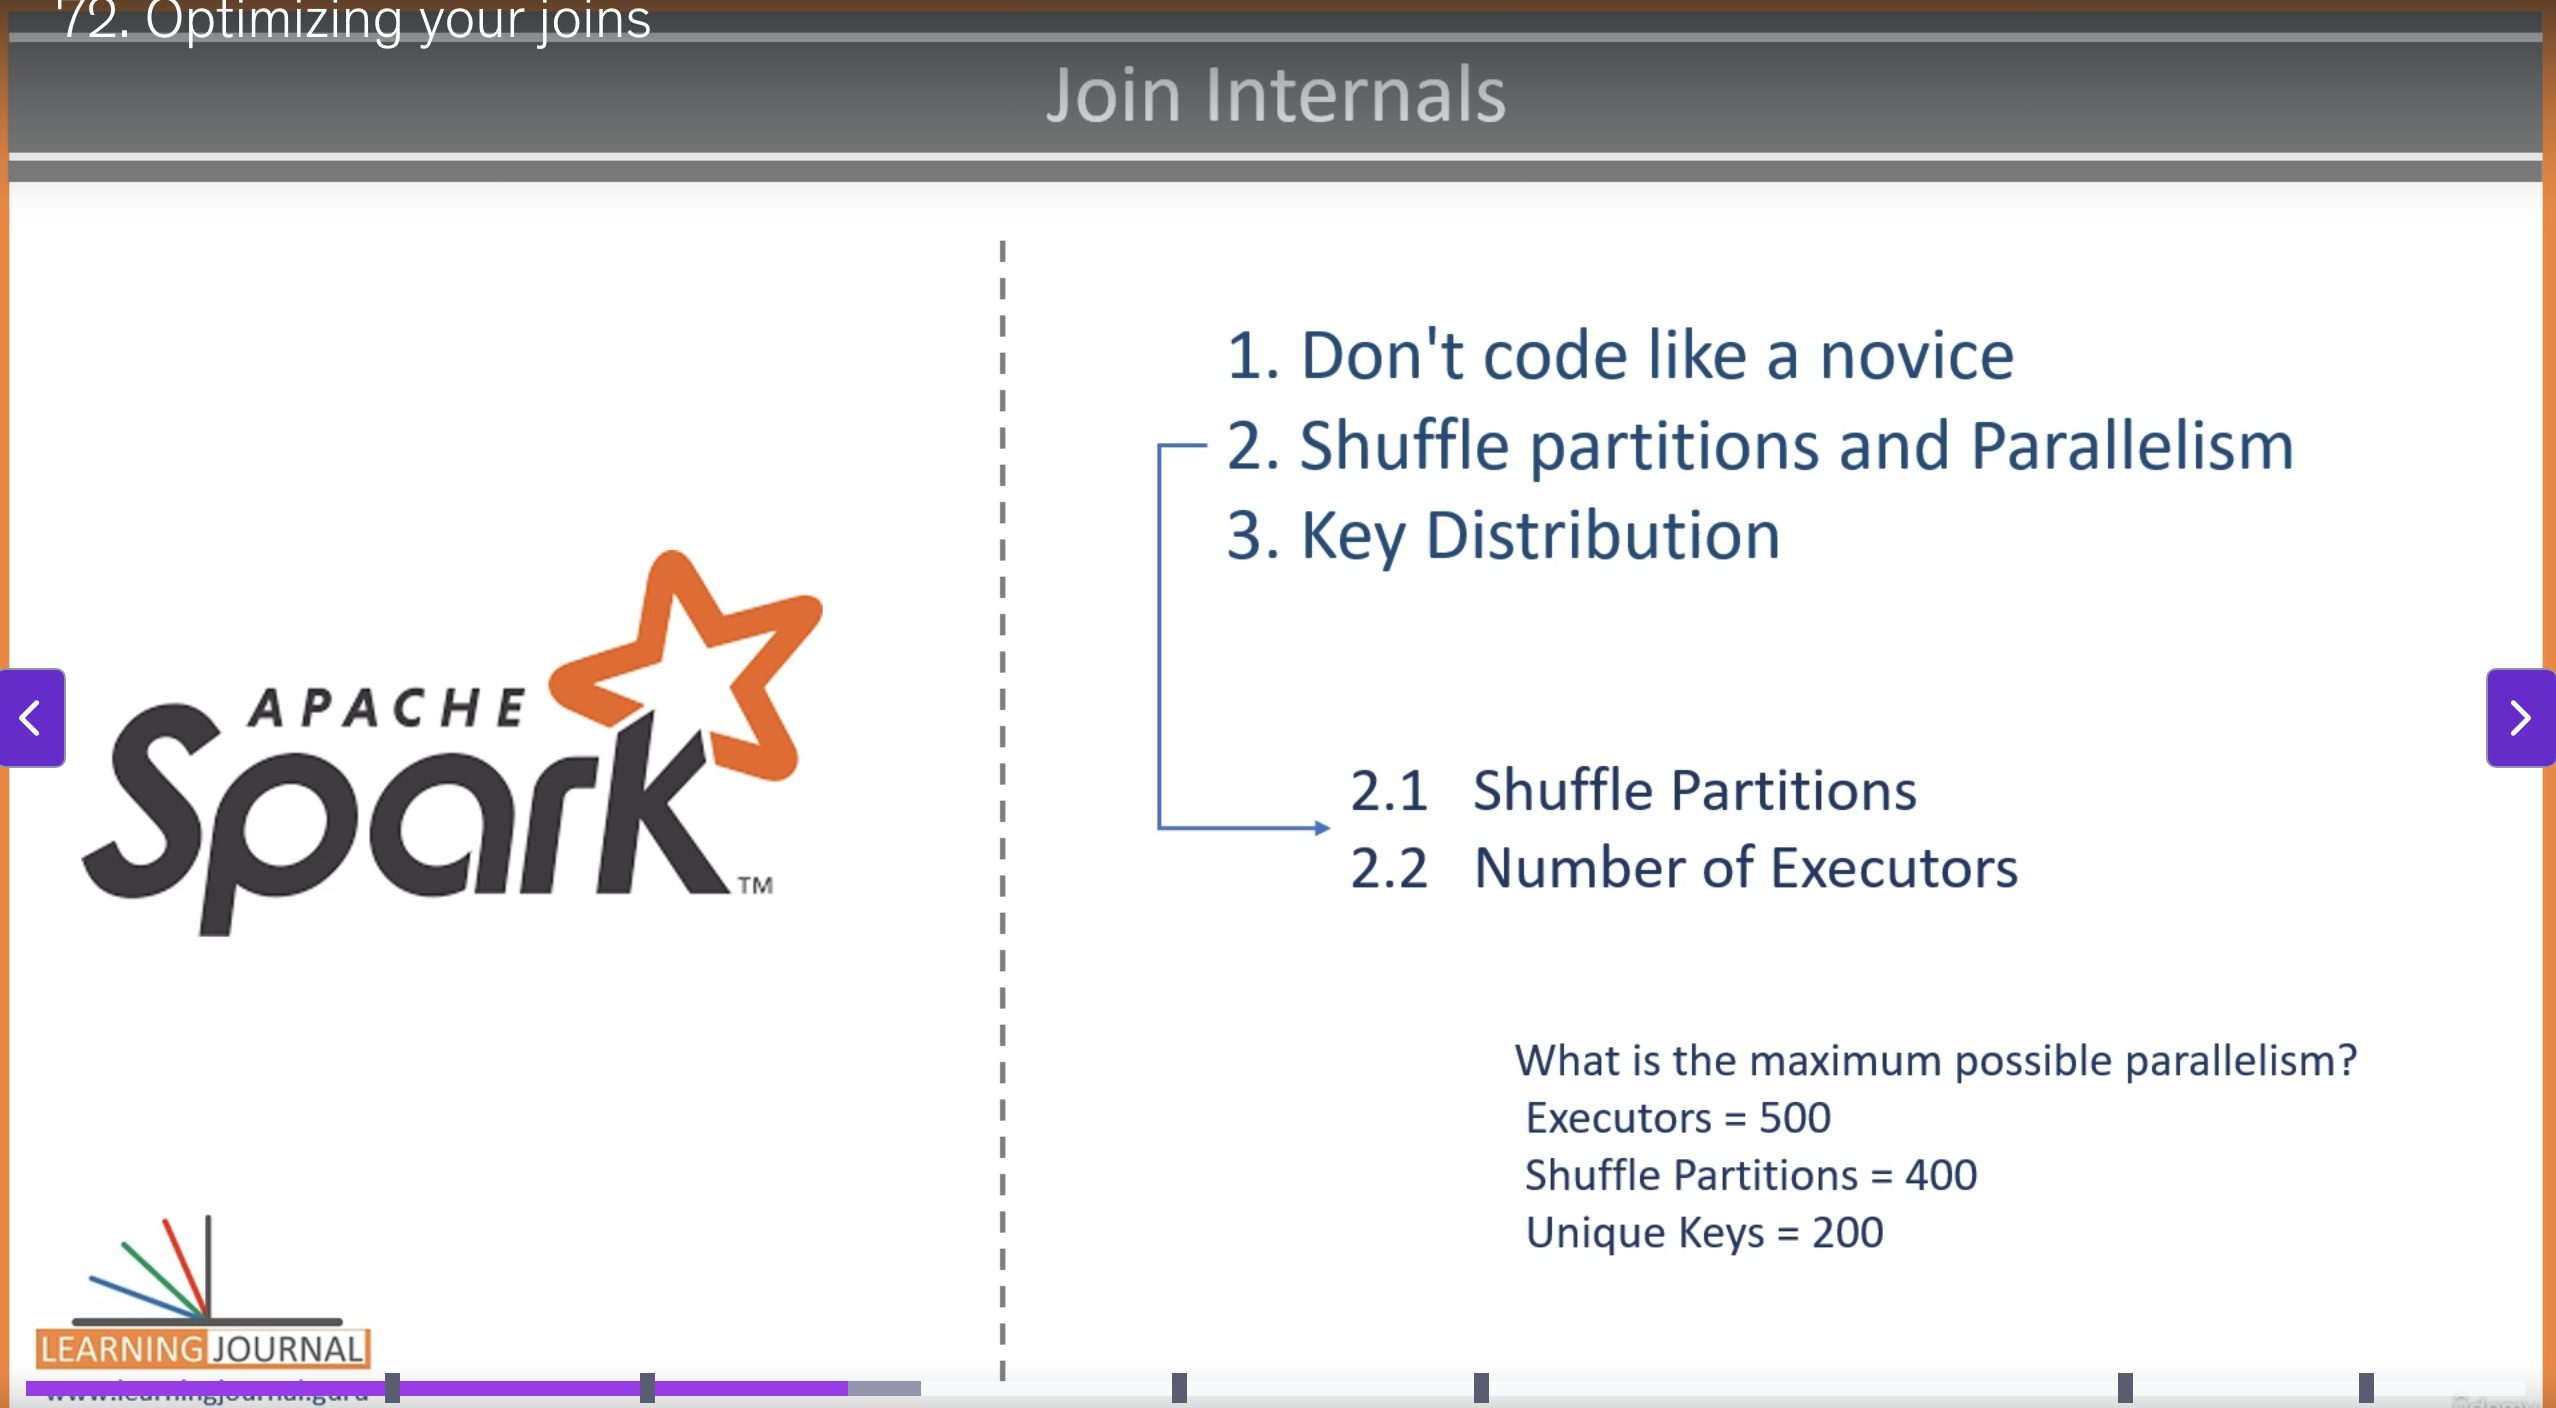 72. Optimizing your joins
Join Internals
1. Don't code like a novice
2. Shuffle partitions and Parallelism
3. Key Distribution
APACHE
Spark
TM
2.1 Shuffle Partitions
2.2 Number of Executors
What is the maximum possible parallelism?
Executors = 500
Shuffle Partitions = 400
Unique Keys = 200
LEARNING JOURNAL